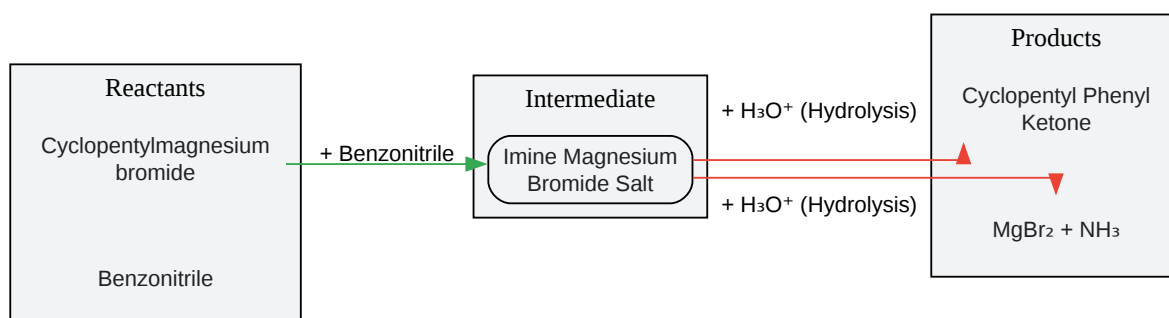 Reactants
Cyclopentylmagnesium
bromide
Benzonitrile
+ Benzonitrile
Intermediate
Imine Magnesium
Bromide Salt
+ H₃O⁺ (Hydrolysis)
+ H₃O⁺ (Hydrolysis)
Products
Cyclopentyl Phenyl
Ketone
MgBr₂ + NH₃